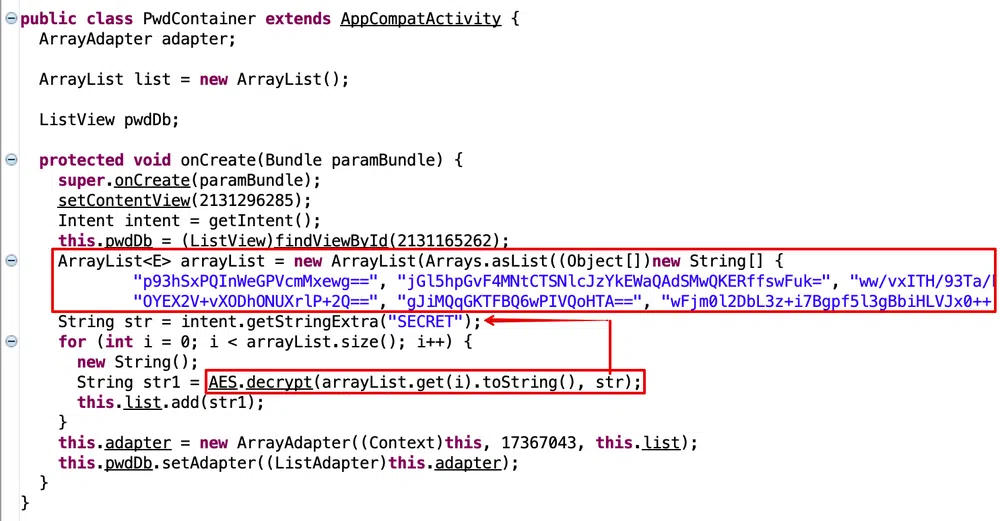 public class PwdContainer extends AppCompatActivity {
ArrayAdapter adapter;
ArrayList list = new ArrayList();
ListView pwdDb;
protected void onCreate(Bundle paramBundle) {
super.onCreate(paramBundle);
setContentView(2131296285);
Intent intent = getIntent();
this.pwdDb = (ListView)findViewById(2131165262);
ArrayList<E> arrayList = new ArrayList(Arrays.asList((Object[])new String[] {
"p93hSxPQInWeGPVcmMxewg==", "jGl5hpGvF4MNtCTSNlcJzYkEWaQAdSMwQKERffswFuk=", "ww/vxITH/93Ta/
"OYEX2V+vXODhONUXrlP+2Q==", "gJiMQqGKTFBQ6wPIVQoHTA==", "wFjm0l2DbL3z+i7Bgpf5l3gBbiHLVJx0++
String str = intent.getStringExtra("SECRET");
for (int i = 0; i < arrayList.size(); i++) {
new String();
String str1 = AES.decrypt(arrayList.get(i).toString(), str);
this.list.add(str1);
}
this.adapter = new ArrayAdapter((Context)this, 17367043, this.list);
this.pwdDb.setAdapter((ListAdapter)this.adapter);
}
}